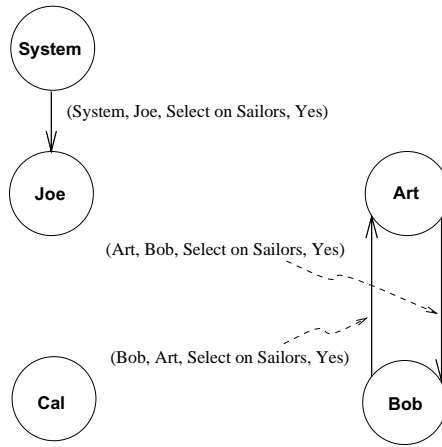 System
(System, Joe, Select on Sailors, Yes)
Joe
Art
(Art, Bob, Select on Sailors, Yes)
(Bob, Art, Select on Sailors, Yes)
Cal
Bob